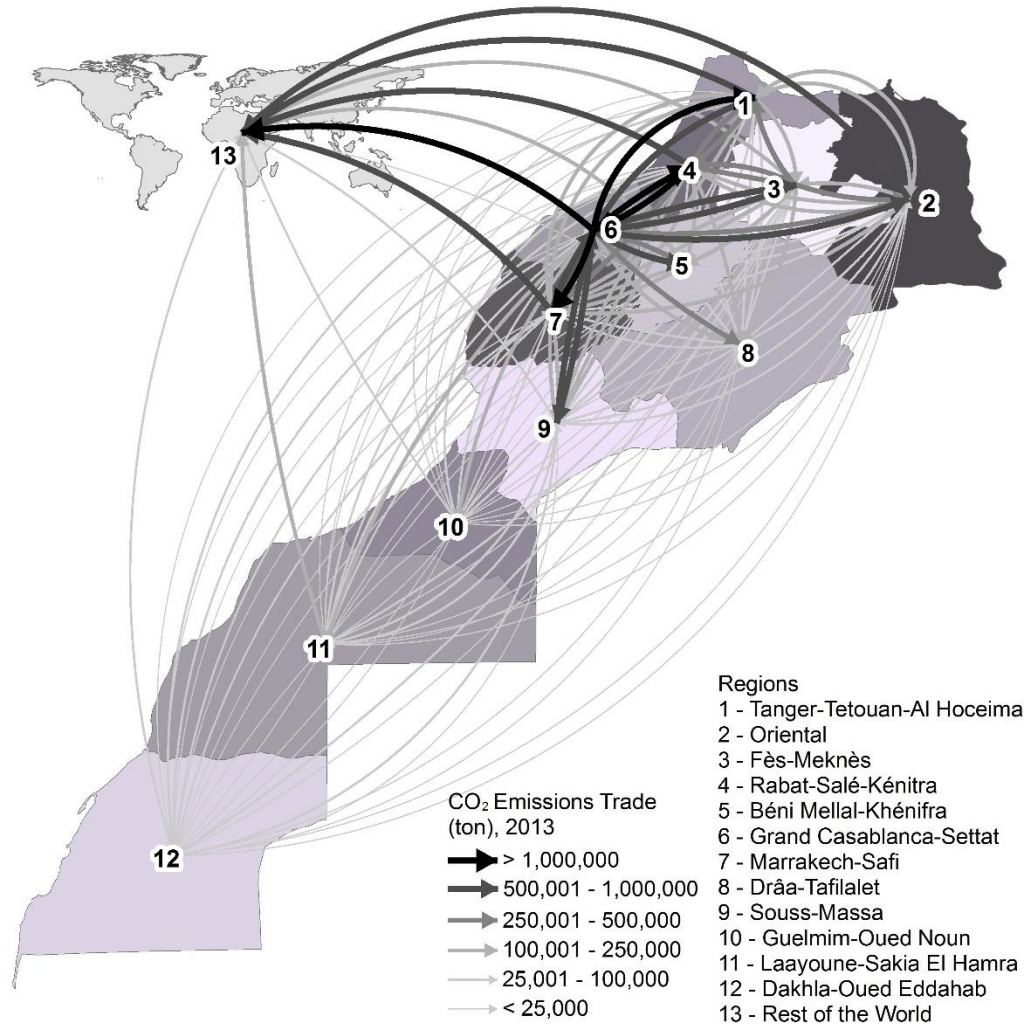 1
4
13
3
2
6
5
7
8
9
10
11
12
Regions
1 - Tanger-Tetouan-Al Hoceima
2 - Oriental
3 - Fès-Meknès
4 - Rabat-Salé-Kénitra
5 - Béni Mellal-Khénifra
6 - Grand Casablanca-Settat
7 - Marrakech-Safi
8 - Drâa-Tafilalet
9 - Souss-Massa
10 - Guelmim-Oued Noun
11 - Laayoune-Sakia El Hamra
12 - Dakhla-Oued Eddahab
13 - Rest of the World
CO₂ Emissions Trade
(ton), 2013
> 1,000,000
500,001 - 1,000,000
250,001 - 500,000
100,001 - 250,000
25,001 - 100,000
< 25,000